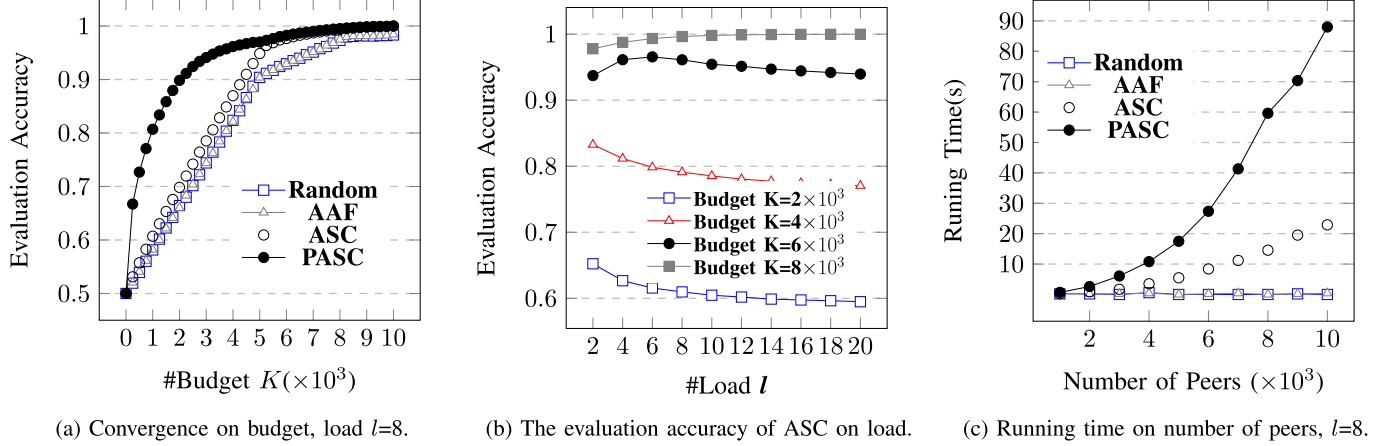 1
0.9
0.8
0.7
0.6
0.5
Evaluation Accuracy
Random
AAF
ASC
PASC
0 1 2 3 4 5 6 7 8 9 10
#Budget K(×10³)
(a) Convergence on budget, load l=8.
1
0.9
0.8
0.7
0.6
Evaluation Accuracy
Budget K=2×10³
Budget K=4×10³
Budget K=6×10³
Budget K=8×10³
2 4 6 8 10 12 14 16 18 20
#Load l
(b) The evaluation accuracy of ASC on load.
90
80
70
60
50
40
30
20
10
Runing Time(s)
Random
AAF
ASC
PASC
2 4 6 8 10
Number of Peers (×10³)
(c) Running time on number of peers, l=8.